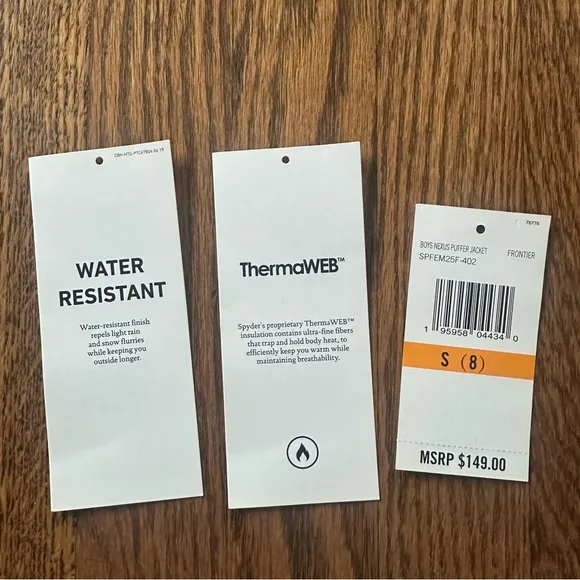 WATER
RESISTANT
Water-resistant finish
repels light rain
and snow flurries
while keeping you
outside longer.
ThermaWEB™
Spyder's proprietary ThermaWEB™
insulation contains ultra-fine fibers
that trap and hold body heat, to
efficiently keep you warm while
maintaining breathability.
76776
BOYS NEXUS PUFFER JACKET
FRONTIER
SPFEM25F-402
1 95958 04434 0
S (8)
MSRP $149.00